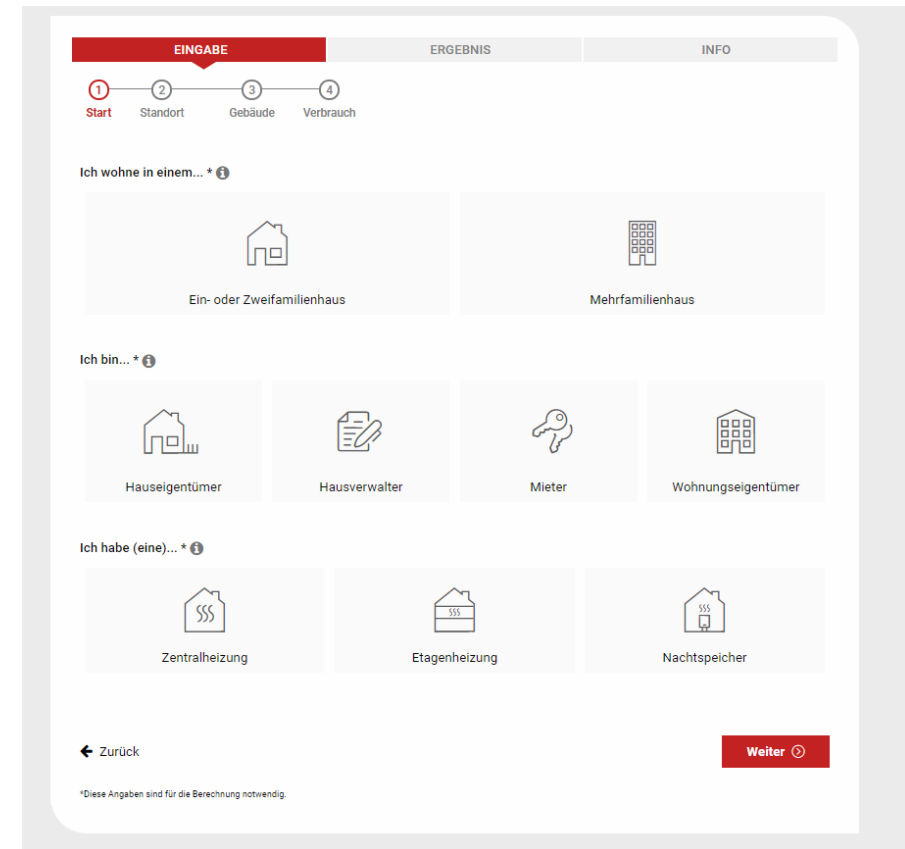 EINGABE ERGEBNIS INFO
1 2 3 4
Start Standort Gebäude Verbrauch
Ich wohne in einem... *
Ein- oder Zweifamilienhaus Mehrfamilienhaus
Ich bin... *
Hauseigentümer Hausverwalter Mieter Wohnungseigentümer
Ich habe (eine)... *
Zentralheizung Etagenheizung Nachtspeicher
Zurück Weiter
*Diese Angaben sind für die Berechnung notwendig.